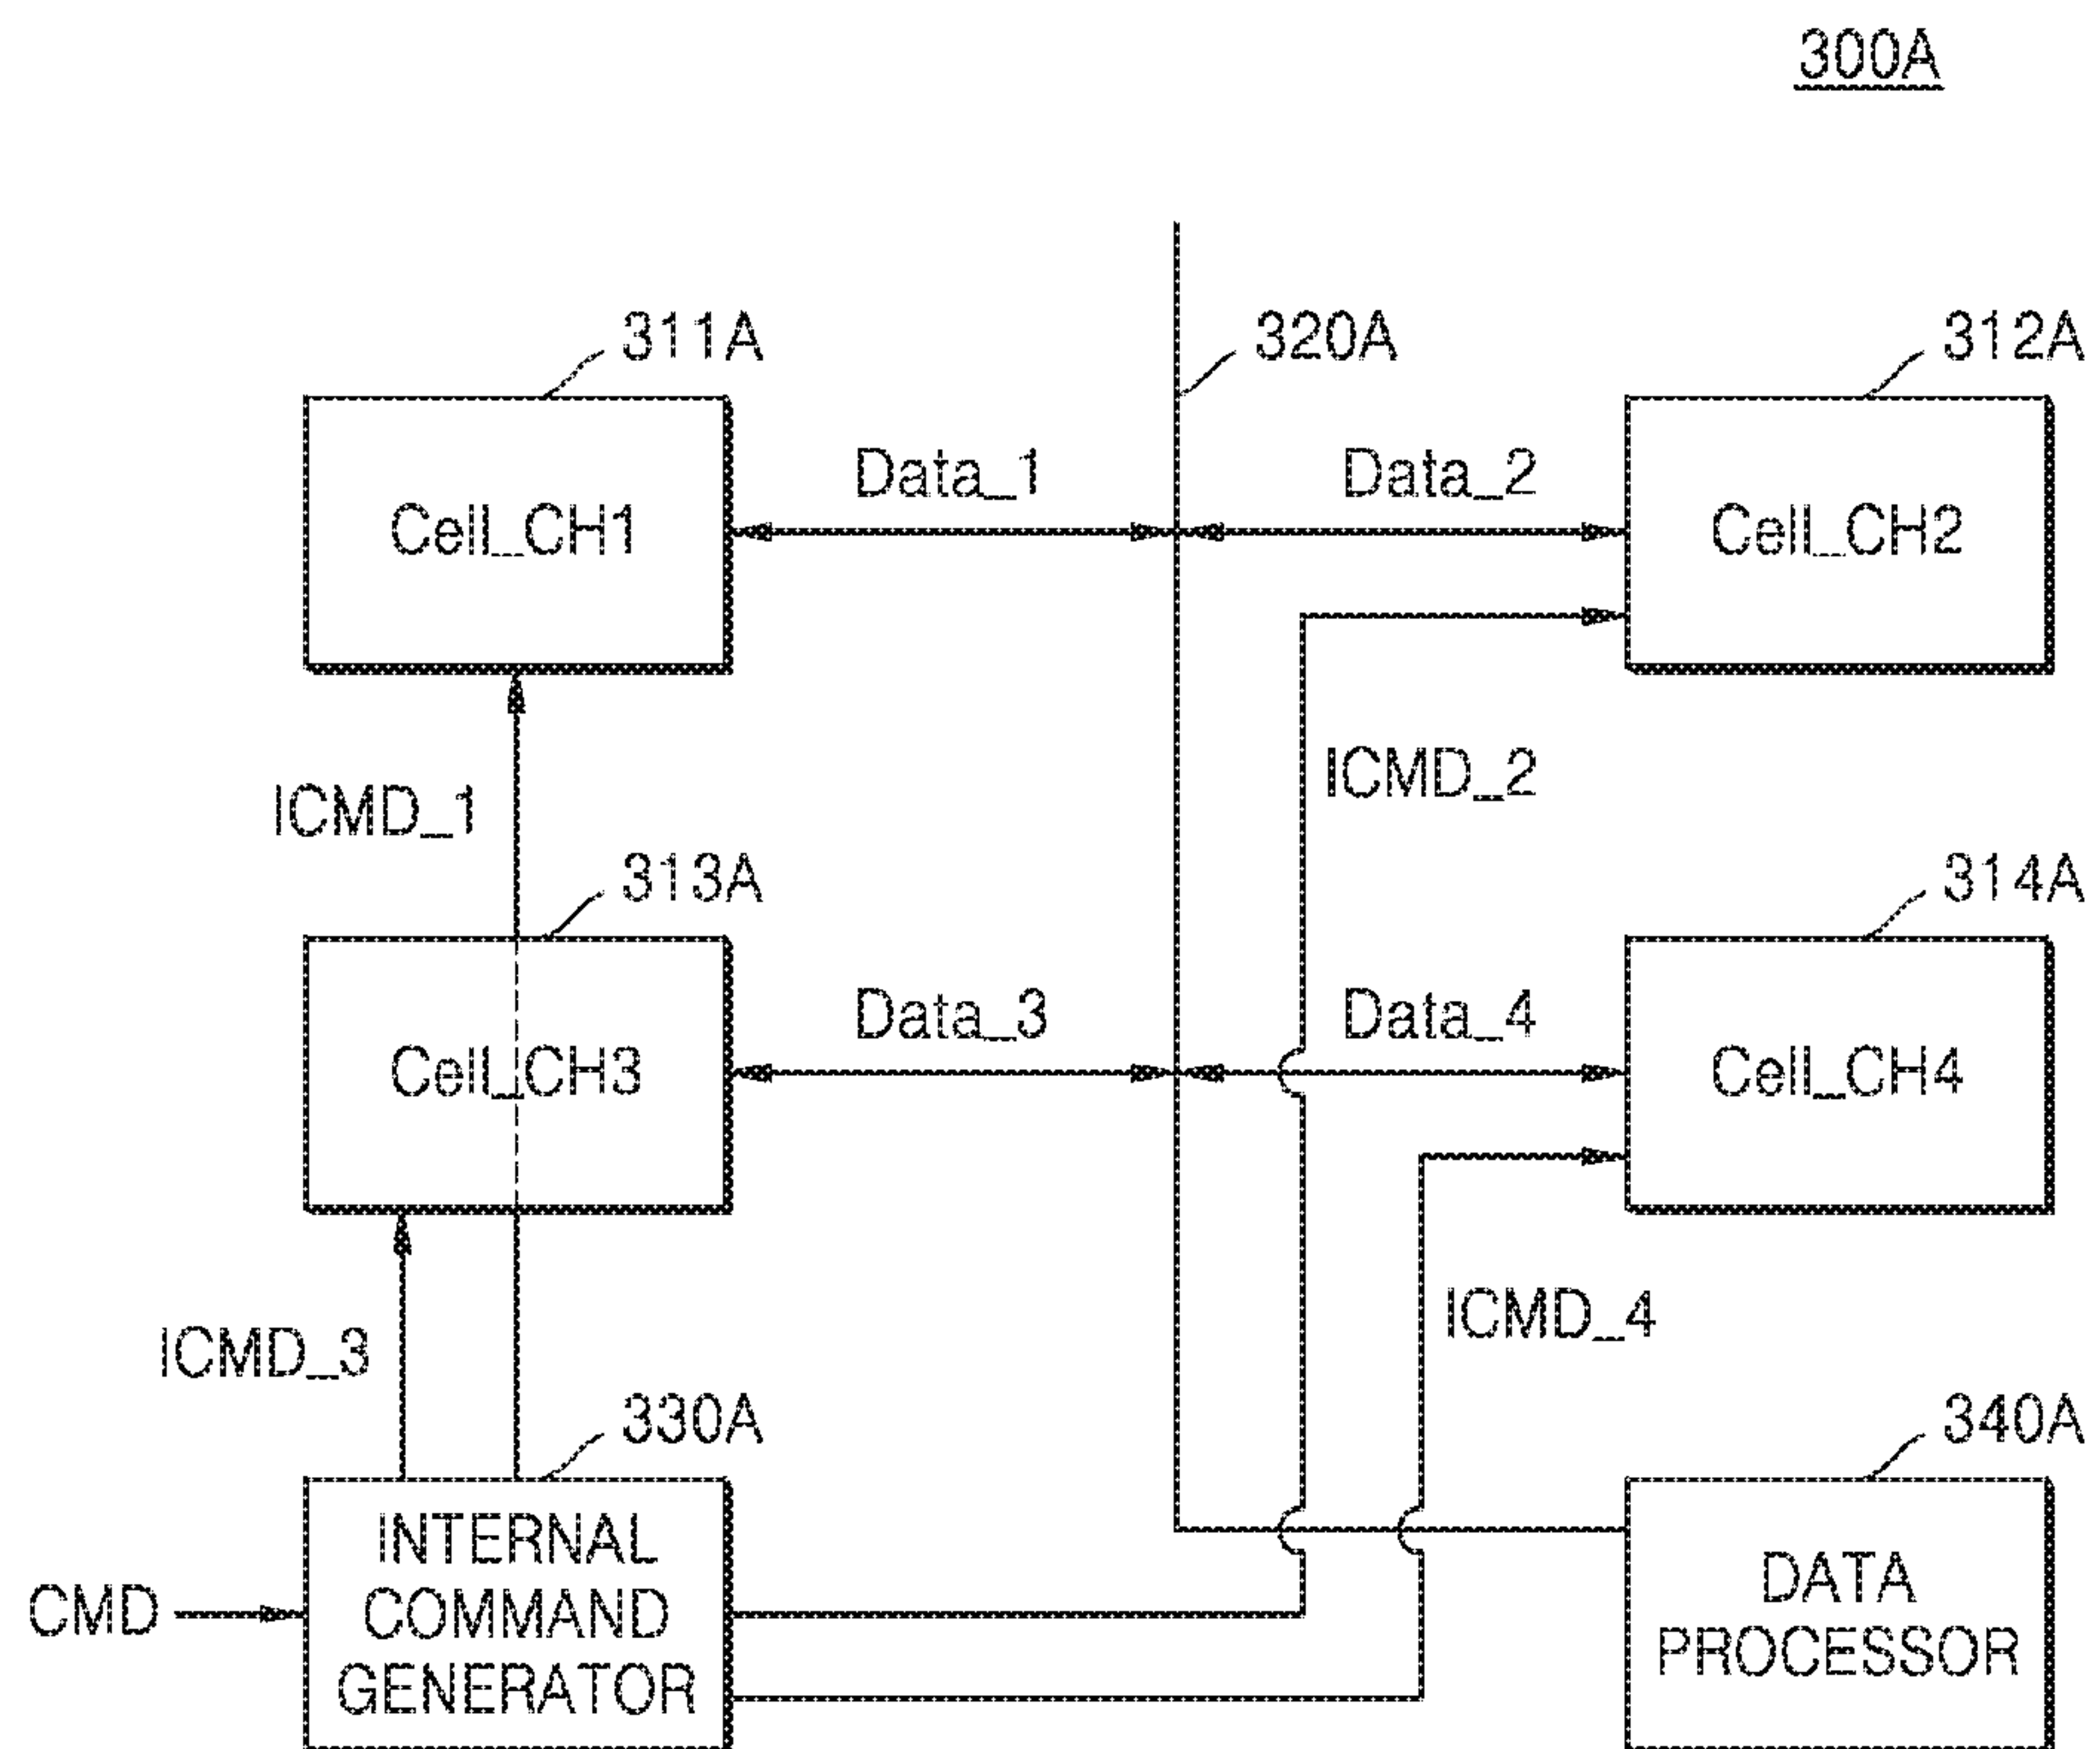 300A
311A
320A
312A
Data_1
Data_2
Cell_CH1
Cell_CH2
ICMD_2
ICMD_1
313A
314A
Data_3
Data_4
Cell_CH3
Cell_CH4
ICMD_4
ICMD_3
330A
340A
INTERNAL
COMMAND
GENERATOR
CMD
DATA
PROCESSOR